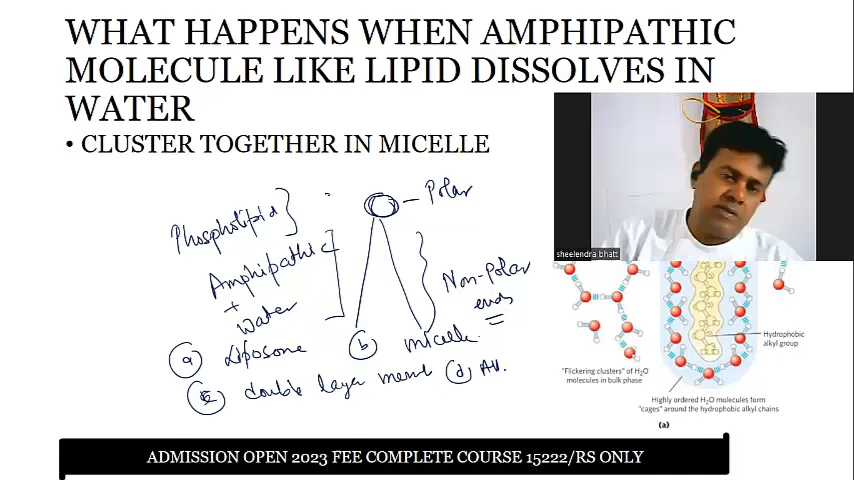 WHAT HAPPENS WHEN AMPHIPATHIC
MOLECULE LIKE LIPID DISSOLVES IN
WATER
• CLUSTER TOGETHER IN MICELLE
Phospholipid
Polar
Amphipathic
+
water
Non-Polar
ends
(a) Liposone
(b) micelle.
(c) double layer memb
(d) All.
sheelendra bhatt
Hydrophobic
alkyl group
"Flickering clusters" of H₂O
molecules in bulk phase
Highly ordered H₂O molecules form
"cages" around the hydrophobic alkyl chains
(a)
ADMISSION OPEN 2023 FEE COMPLETE COURSE 15222/RS ONLY